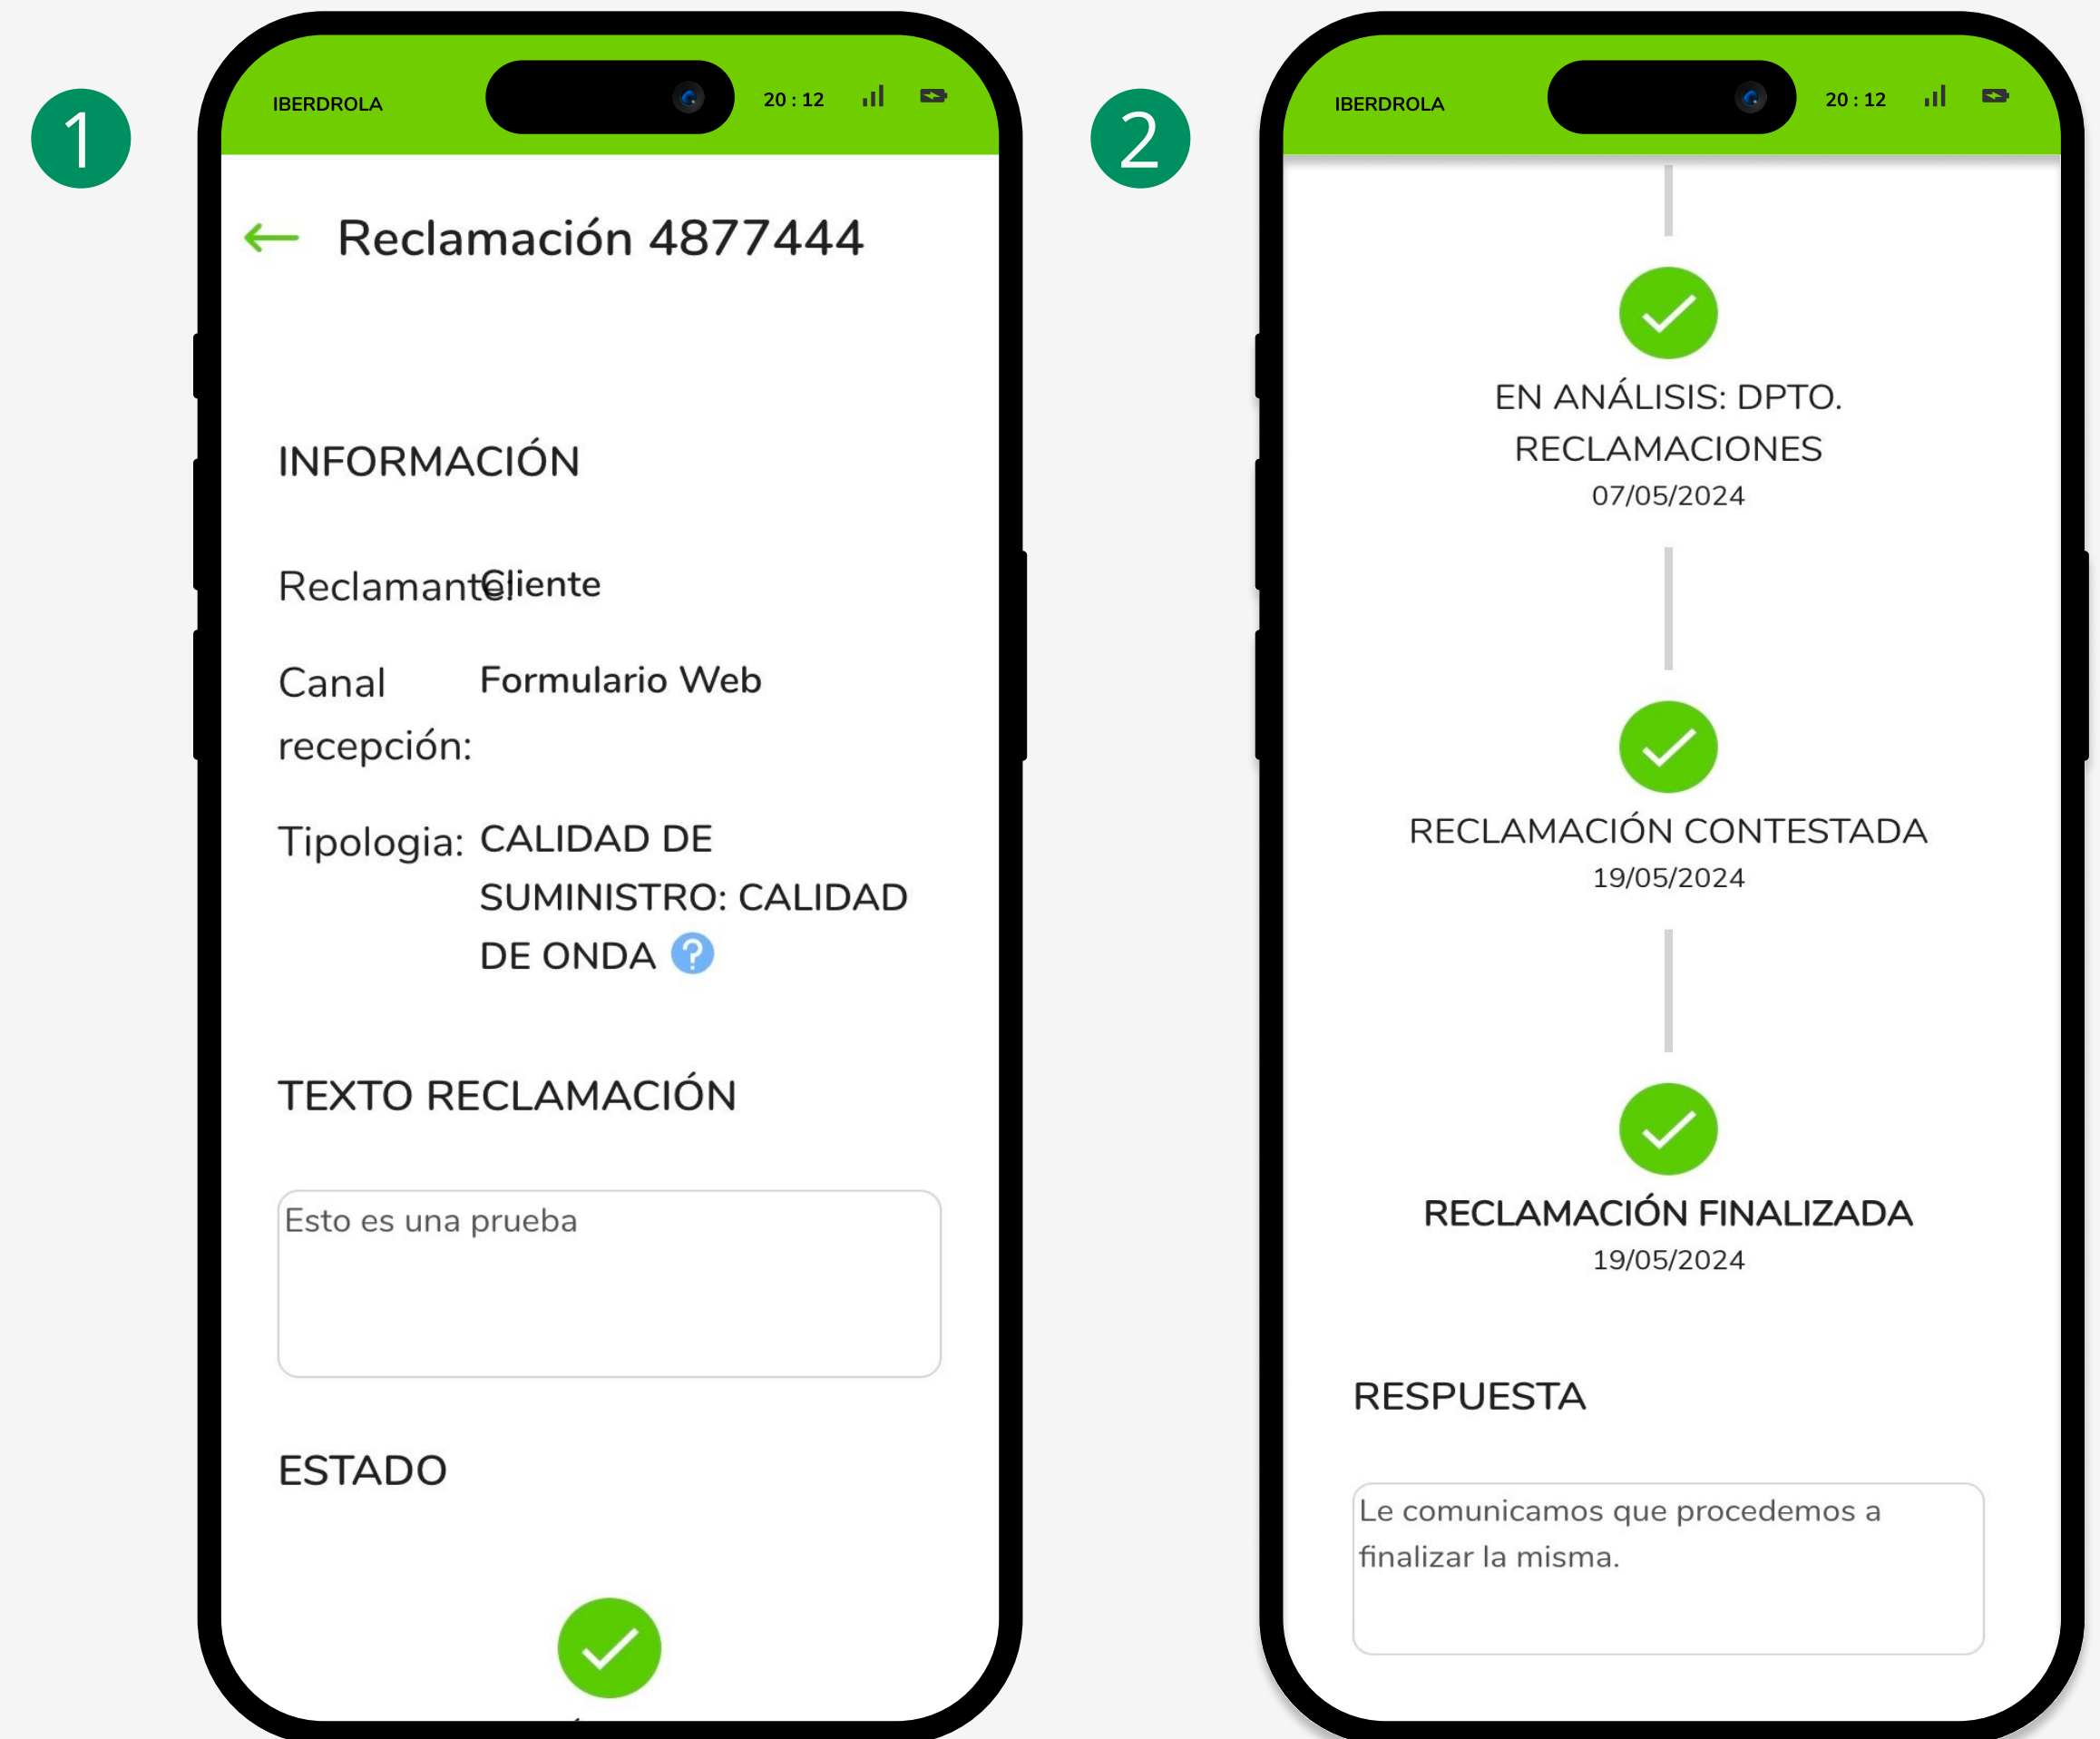 1
IBERDROLA
20 : 12
Reclamación 4877444
INFORMACIÓN
Reclamante: Cliente
Canal recepción: Formulario Web
Tipologia: CALIDAD DE
SUMINISTRO: CALIDAD
DE ONDA ?
TEXTO RECLAMACIÓN
Esto es una prueba
ESTADO
2
IBERDROLA
20 : 12
EN ANÁLISIS: DPTO.
RECLAMACIONES
07/05/2024
RECLAMACIÓN CONTESTADA
19/05/2024
RECLAMACIÓN FINALIZADA
19/05/2024
RESPUESTA
Le comunicamos que procedemos a
finalizar la misma.